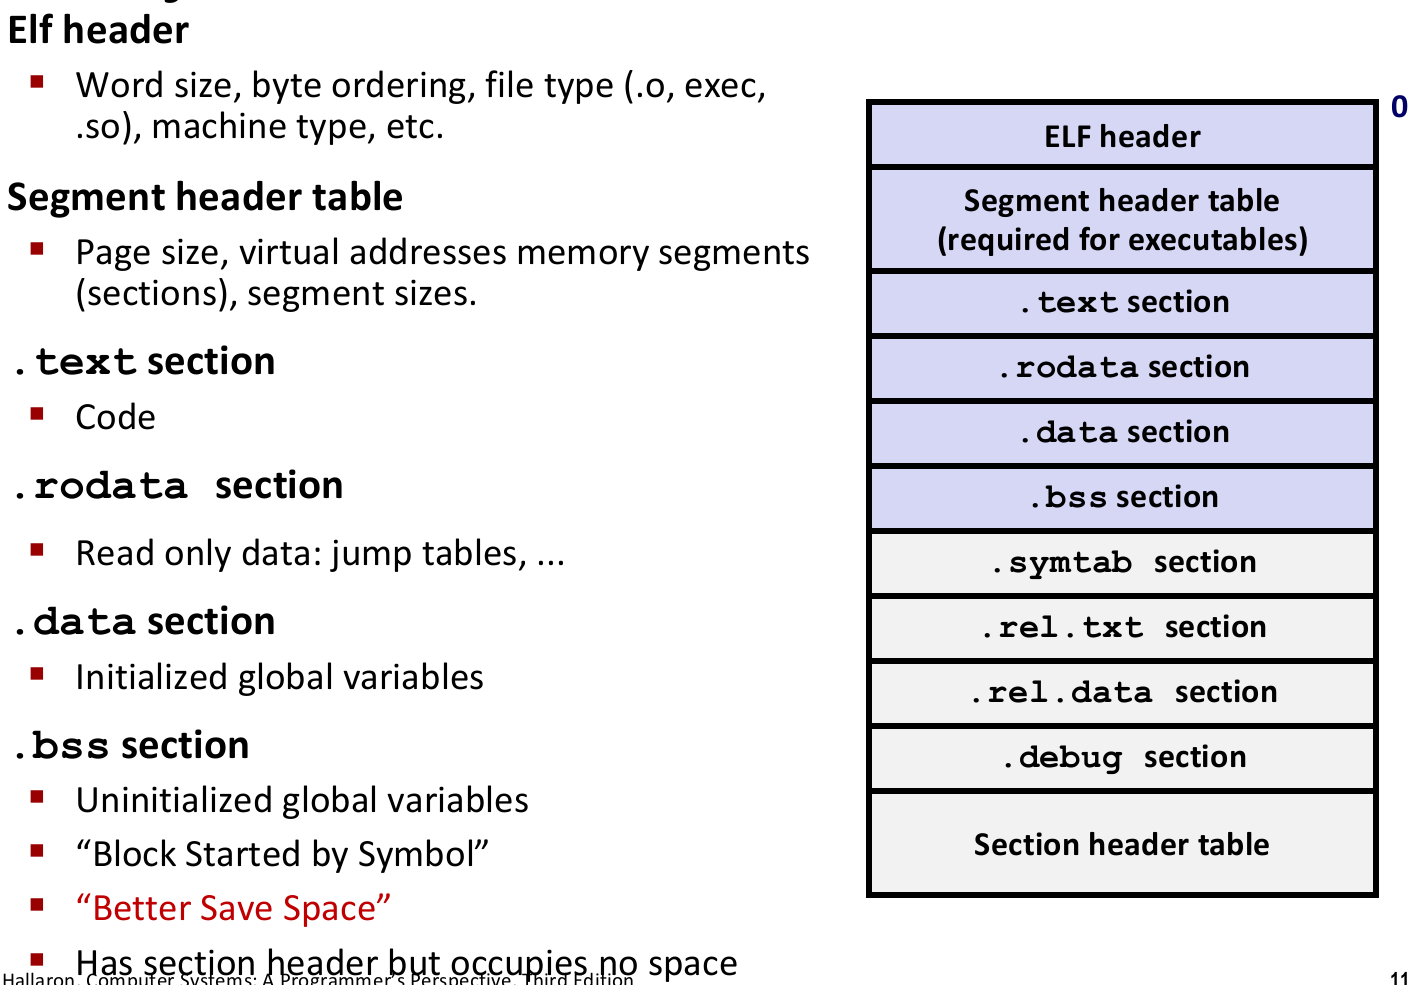 Elf header
Word size, byte ordering, file type (.o, exec,
.so), machine type, etc.
Segment header table
Page size, virtual addresses memory segments
(sections), segment sizes.
.text section
Code
.rodata section
Read only data: jump tables, ...
.data section
Initialized global variables
.bss section
Uninitialized global variables
“Block Started by Symbol”
“Better Save Space”
Has section header but occupies no space
Hallaron, Computer Systems: A Programmer’s Perspective, Third Edition
0
ELF header
Segment header table
(required for executables)
.text section
.rodata section
.data section
.bss section
.symtab section
.rel.txt section
.rel.data section
.debug section
Section header table
11